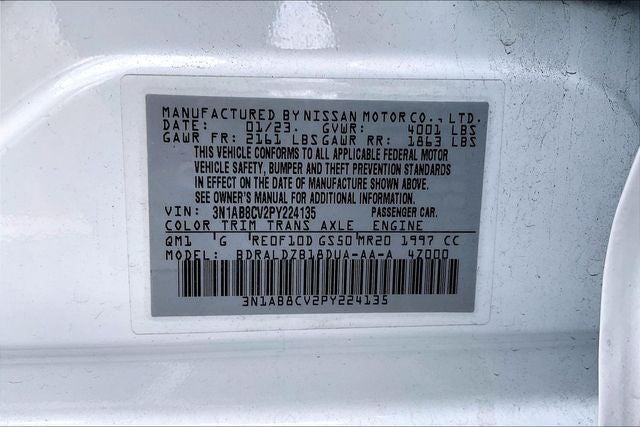 MANUFACTURED BY NISSAN MOTOR CO., LTD.
DATE: 01/23. GVWR: 4001 LBS
GAWR FR: 2161 LBS GAWR RR: 1863 LBS
THIS VEHICLE CONFORMS TO ALL APPLICABLE FEDERAL MOTOR
VEHICLE SAFETY, BUMPER AND THEFT PREVENTION STANDARDS
IN EFFECT ON THE DATE OF MANUFACTURE SHOWN ABOVE.
SEE OWNER'S MANUAL FOR ADDITIONAL INFORMATION.
VIN: 3N1AB8CV2PY224135 PASSENGER CAR.
COLOR TRIM TRANS AXLE ENGINE
QM1 G RE0F10D GS50 MR20 1997 CC
MODEL: BDRALDZB18DUA-AA-A 47000
3N1AB8CV2PY224135